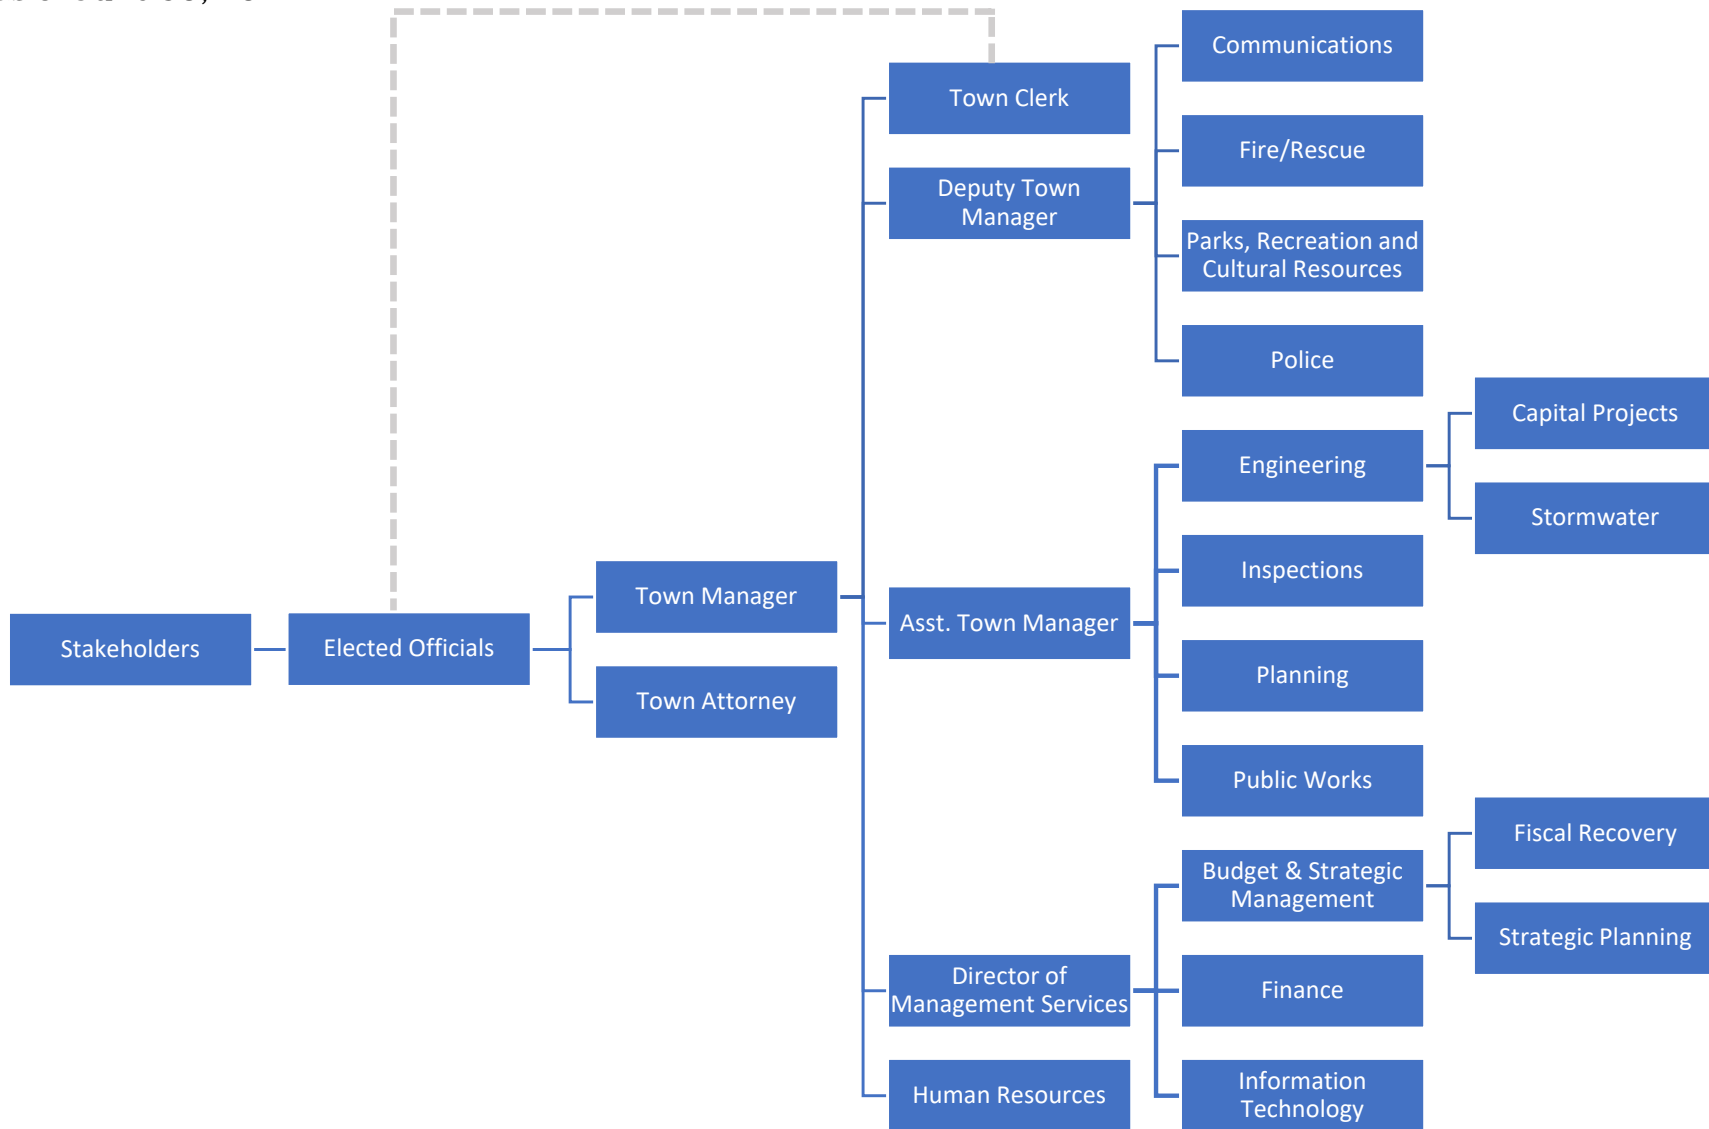 Communications
Town Clerk
Fire/Rescue
Deputy Town
Manager
Parks, Recreation and
Cultural Resources
Police
Capital Projects
Engineering
Stormwater
Inspections
Town Manager
Asst. Town Manager
Stakeholders
Elected Officials
Planning
Town Attorney
Public Works
Fiscal Recovery
Budget & Strategic
Management
Strategic Planning
Director of
Management Services
Finance
Human Resources
Information
Technology